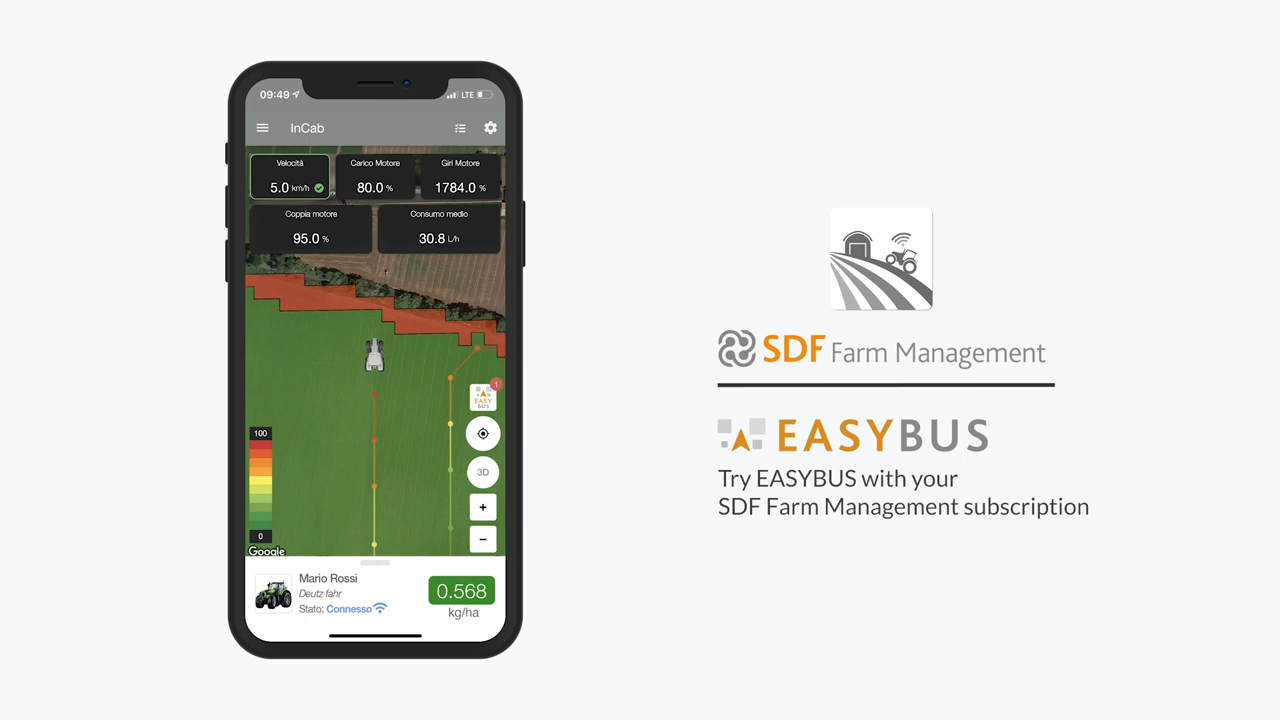 09:49
LTE
InCab
Velocità
5.0 km/h
Carico Motore
80.0 %
Giri Motore
1784.0 %
Coppia motore
95.0 %
Consumo medio
30.8 L/h
1
EASY
BUS
3D
+
−
100
0
Google
Mario Rossi
Deutz fahr
Stato: Connesso
0.568
kg/ha
SDF Farm Management
EASYBUS
Try EASYBUS with your
SDF Farm Management subscription